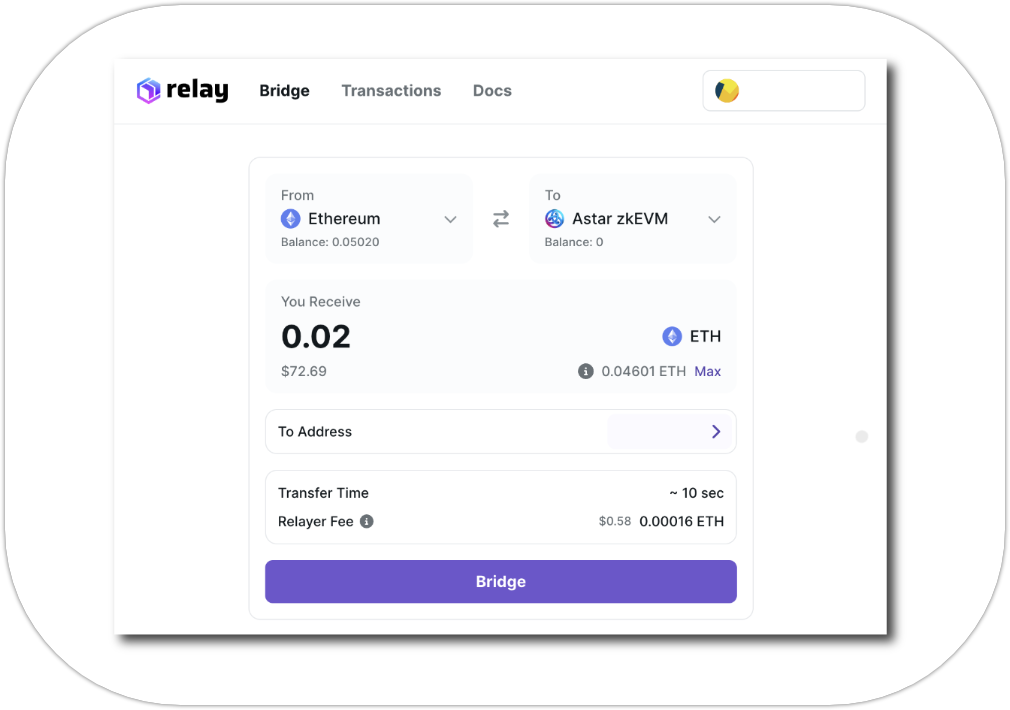 relay Bridge Transactions Docs
From
Ethereum
Balance: 0.05020
To
Astar zkEVM
Balance: 0
You Receive
0.02 ETH
$72.69 0.04601 ETH Max
To Address
Transfer Time ~ 10 sec
Relayer Fee $0.58 0.00016 ETH
Bridge